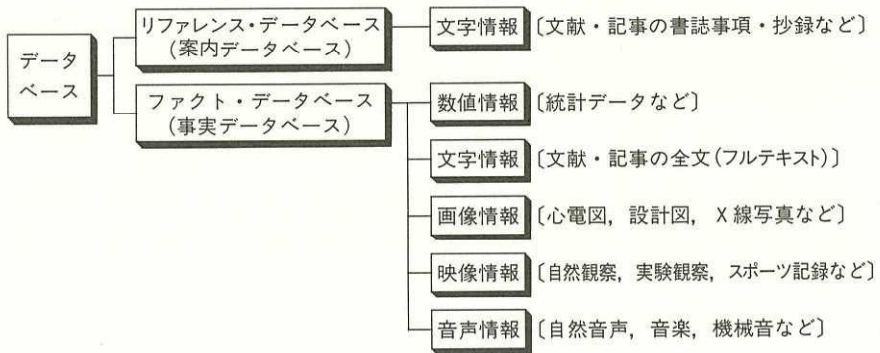 データ
ベース
リファレンス・データベース
(案内データベース)
文字情報〔文献・記事の書誌事項・抄録など〕
ファクト・データベース
(事実データベース)
数値情報〔統計データなど〕
文字情報〔文献・記事の全文(フルテキスト)〕
画像情報〔心電図,設計図,X線写真など〕
映像情報〔自然観察,実験観察,スポーツ記録など〕
音声情報〔自然音声,音楽,機械音など〕